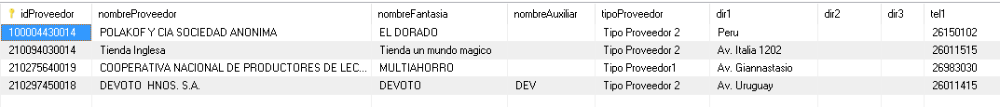 idProveedor nombreProveedor nombreFantasia nombreAuxiliar tipoProveedor dir1 dir2 dir3 tel1
100004430014 POLAKOF Y CIA SOCIEDAD ANONIMA EL DORADO Tipo Proveedor 2 Peru 26150102
210094030014 Tienda Inglesa Tienda un mundo magico Tipo Proveedor 2 Av. Italia 1202 26011515
210275640019 COOPERATIVA NACIONAL DE PRODUCTORES DE LEC... MULTIAHORRO Tipo Proveedor1 Av. Giannastasio 26983030
210297450018 DEVOTO HNOS. S.A. DEVOTO DEV Tipo Proveedor 2 Av. Uruguay 26011415